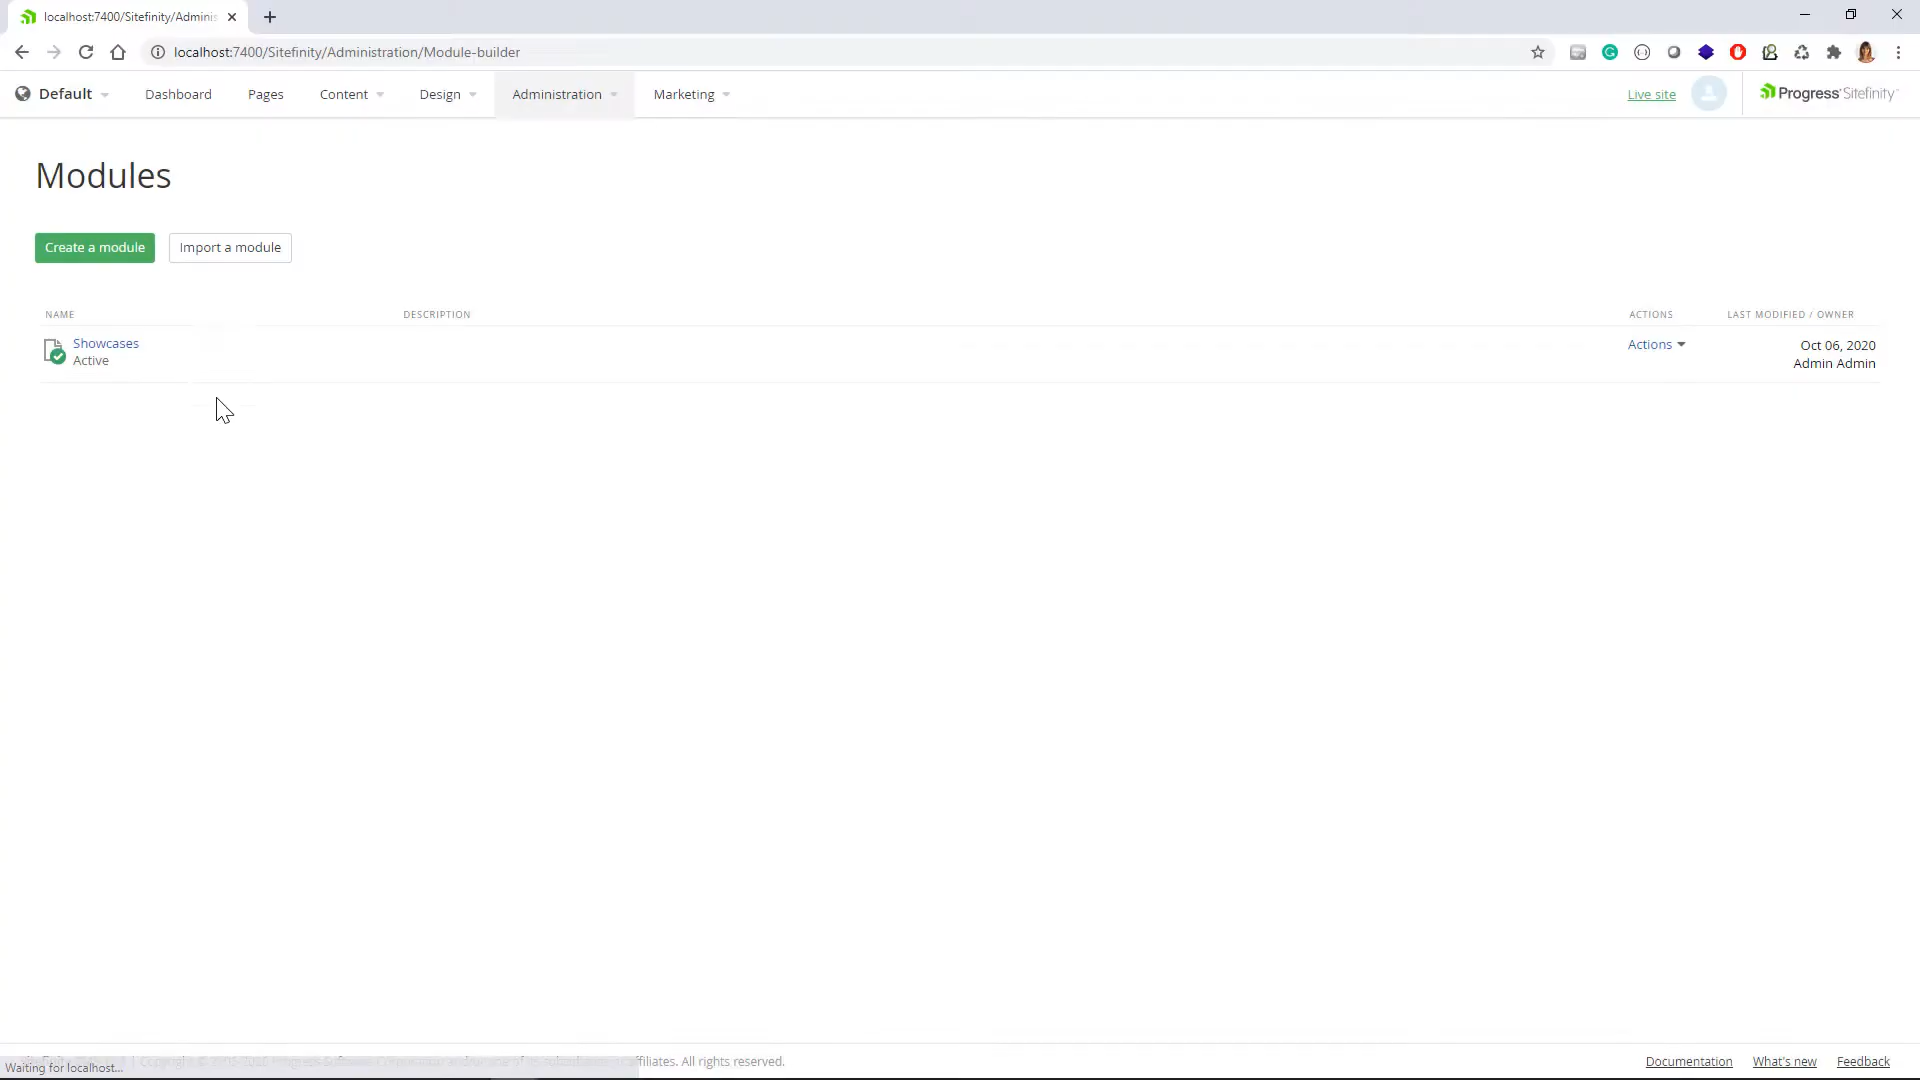 localhost:7400/Sitefinity/Adminis
localhost:7400/Sitefinity/Administration/Module-builder
Default Dashboard Pages Content Design Administration Marketing Live site Progress Sitefinity
Modules
Create a module Import a module
NAME DESCRIPTION ACTIONS LAST MODIFIED / OWNER
Showcases Actions Oct 06, 2020
Active Admin Admin
affiliates. All rights reserved. Documentation What's new Feedback
Waiting for localhost...